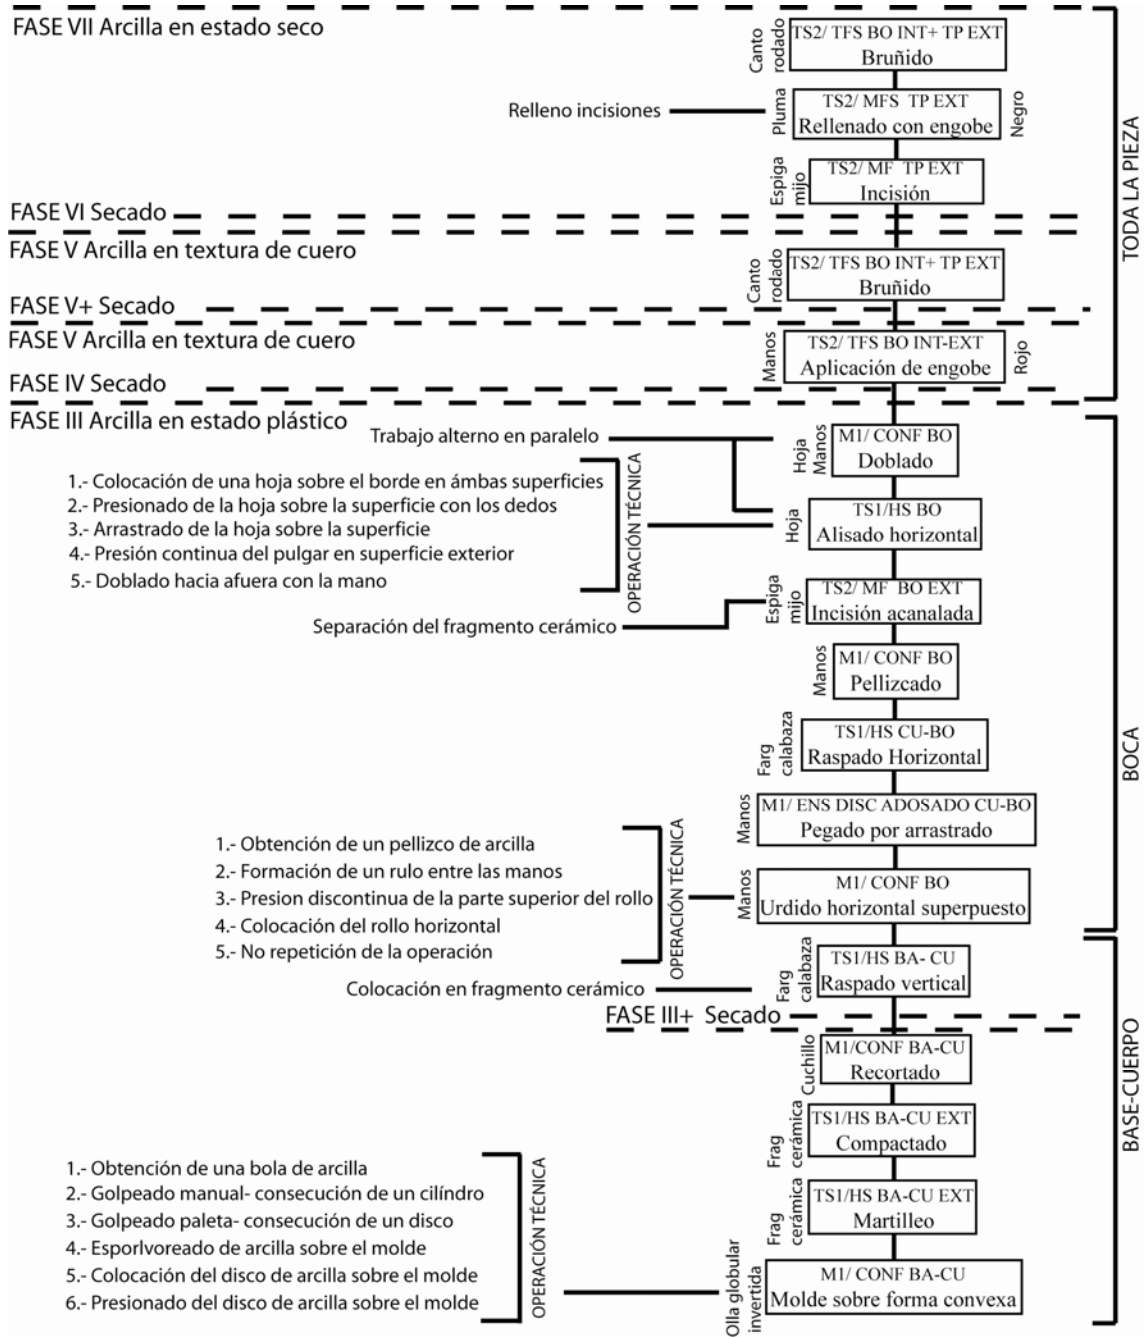 FASE VII Arcilla en estado seco
Canto
rodado
TS2/ TFS BO INT+ TP EXT
Bruñido
Relleno incisiones
Pluma
TS2/ MFS TP EXT
Rellenado con engobe
Negro
Espiga
mijo
TS2/ MF TP EXT
Incisión
TODA LA PIEZA
FASE VI Secado
FASE V Arcilla en textura de cuero
Canto
rodado
TS2/ TFS BO INT+ TP EXT
Bruñido
FASE V+ Secado
FASE V Arcilla en textura de cuero
Manos
TS2/ TFS BO INT-EXT
Aplicación de engobe
Rojo
FASE IV Secado
FASE III Arcilla en estado plástico
Trabajo alterno en paralelo
Hoja
Manos
M1/ CONF BO
Doblado
1.- Colocación de una hoja sobre el borde en ámbas superficies
2.- Presionado de la hoja sobre la superficie con los dedos
3.- Arrastrado de la hoja sobre la superficie
4.- Presión continua del pulgar en superficie exterior
5.- Doblado hacia afuera con la mano
OPERACIÓN TÉCNICA
Hoja
TS1/HS BO
Alisado horizontal
Separación del fragmento cerámico
Espiga
mijo
TS2/ MF BO EXT
Incisión acanalada
Manos
M1/ CONF BO
Pellizcado
Farg
calabaza
TS1/HS CU-BO
Raspado Horizontal
BOCA
Manos
M1/ ENS DISC ADOSADO CU-BO
Pegado por arrastrado
1.- Obtención de un pellizco de arcilla
2.- Formación de un rulo entre las manos
3.- Presion discontinua de la parte superior del rollo
4.- Colocación del rollo horizontal
5.- No repetición de la operación
OPERACIÓN TÉCNICA
Manos
M1/ CONF BO
Urdido horizontal superpuesto
Colocación en fragmento cerámico
Farg
calabaza
TS1/HS BA- CU
Raspado vertical
FASE III+ Secado
Cuchillo
M1/CONF BA-CU
Recortado
BASE-CUERPO
Frag
cerámica
TS1/HS BA-CU EXT
Compactado
Frag
cerámica
TS1/HS BA-CU EXT
Martilleo
1.- Obtención de una bola de arcilla
2.- Golpeado manual- consecución de un cilíndro
3.- Golpeado paleta- consecución de un disco
4.- Esporlvoreado de arcilla sobre el molde
5.- Colocación del disco de arcilla sobre el molde
6.- Presionado del disco de arcilla sobre el molde
OPERACIÓN TÉCNICA
Olla globular
invertida
M1/ CONF BA-CU
Molde sobre forma convexa